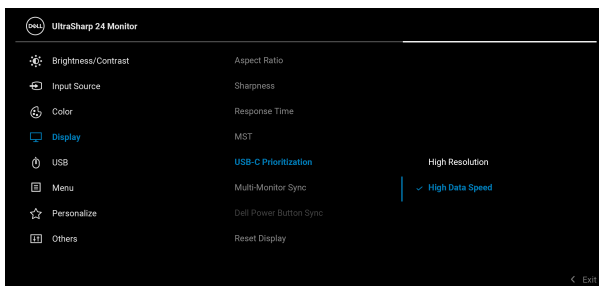 DELL UltraSharp 24 Monitor
Brightness/Contrast
Input Source
Color
Display
USB
Menu
Personalize
Others
Aspect Ratio
Sharpness
Response Time
MST
USB-C Prioritization
Multi-Monitor Sync
Dell Power Button Sync
Reset Display
High Resolution
High Data Speed
Exit